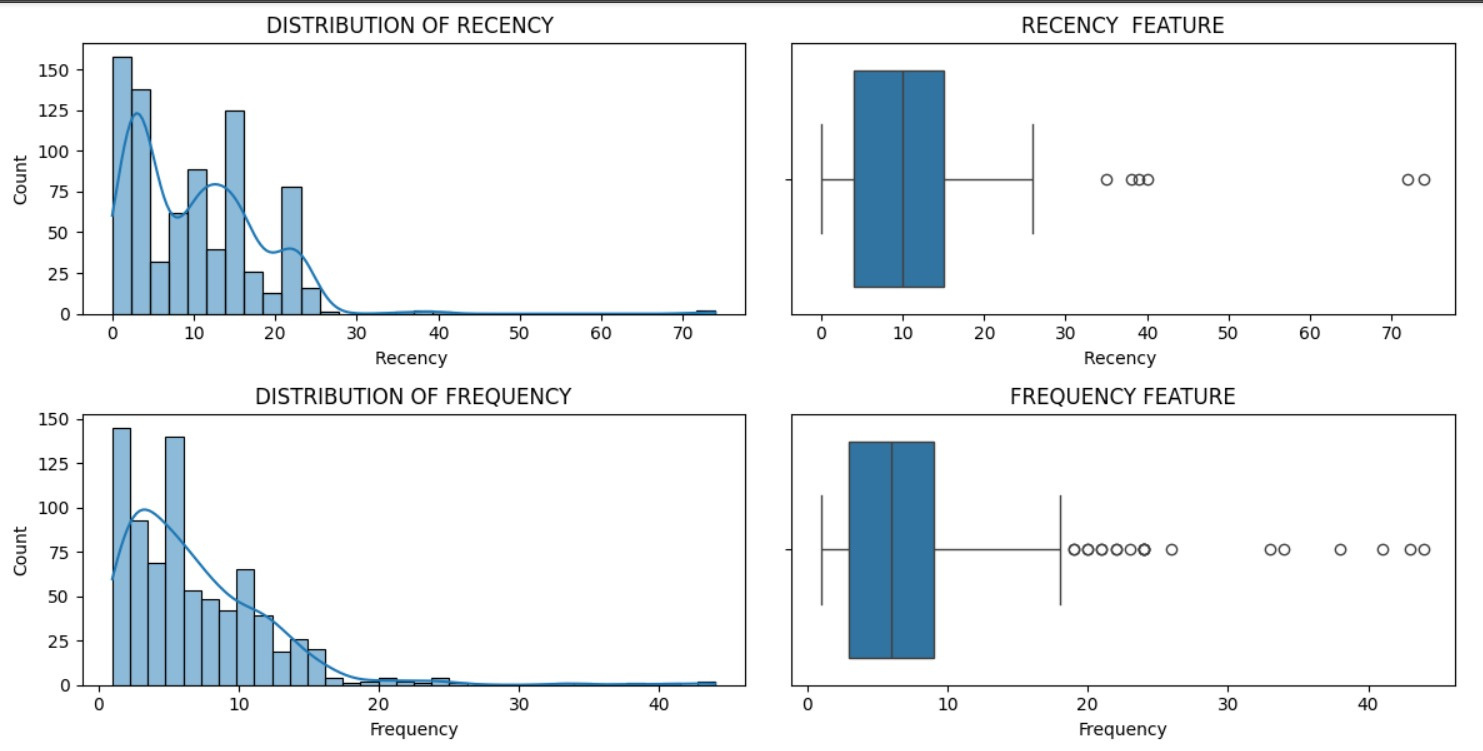 DISTRIBUTION OF RECENCY
RECENCY  FEATURE
150
125
100
75
50
25
0
Count
0 10 20 30 40 50 60 70
Recency
0 10 20 30 40 50 60 70
Recency
DISTRIBUTION OF FREQUENCY
FREQUENCY FEATURE
150
125
100
75
50
25
0
Count
0 10 20 30 40
Frequency
0 10 20 30 40
Frequency